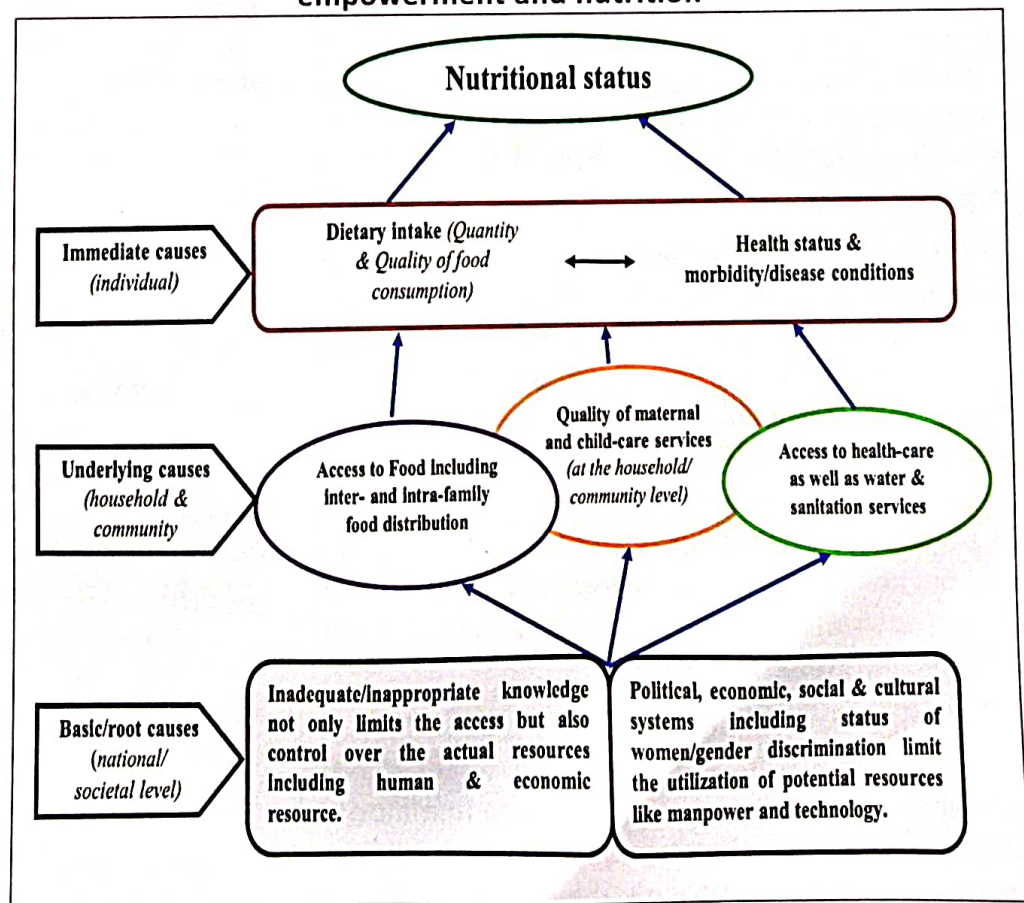 empowerment and nutrition
Nutritional status
Immediate causes
(individual)
Dietary intake (Quantity
& Quality of food
consumption)
Health status &
morbidity/disease conditions
Underlying causes
(household &
community
Access to Food including
inter- and intra-family
food distribution
Quality of maternal
and child-care services
(at the household/
community level)
Access to health-care
as well as water &
sanitation services
Basic/root causes
(national/
societal level)
Inadequate/inappropriate knowledge
not only limits the access but also
control over the actual resources
including human & economic
resource.
Political, economic, social & cultural
systems including status of
women/gender discrimination limit
the utilization of potential resources
like manpower and technology.